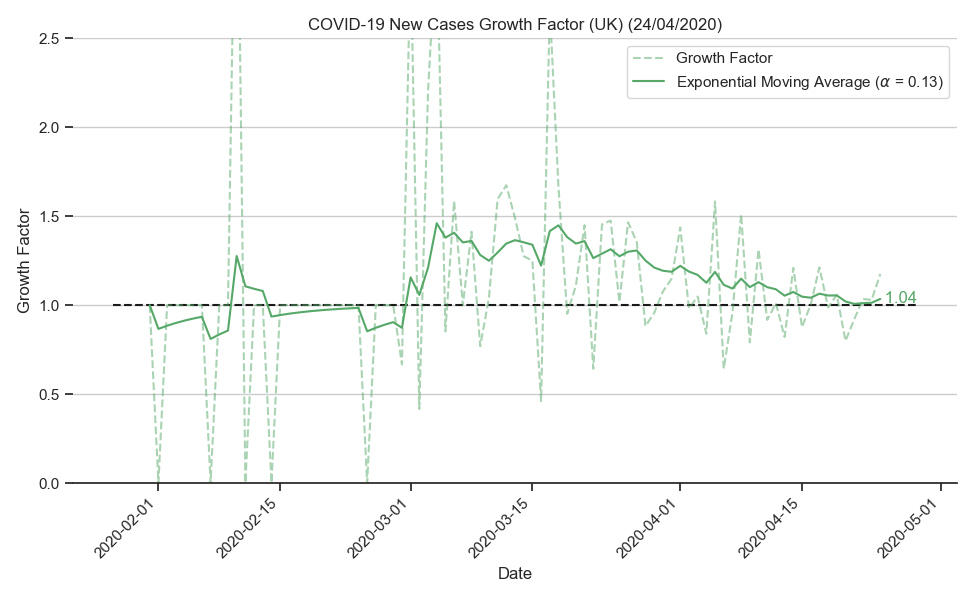 COVID-19 New Cases Growth Factor (UK) (24/04/2020)
Growth Factor
Exponential Moving Average (α = 0.13)
2.5
2.0
1.5
1.0
0.5
0.0
Growth Factor
1.04
2020-02-01
2020-02-15
2020-03-01
2020-03-15
2020-04-01
2020-04-15
2020-05-01
Date